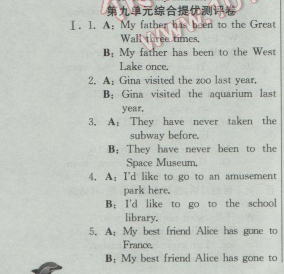 第九单元综合提优测评卷
Ⅰ. 1. A: My father has been to the Great
Wall three times.
B: My father has been to the West
Lake once.
2. A: Gina visited the zoo last year.
B: Gina visited the aquarium last
year.
3. A: They have never taken the
subway before.
B: They have never been to the
Space Museum.
4. A: I'd like to go to an amusement
park here.
B: I'd like to go to the school
library.
5. A: My best friend Alice has gone to
France.
B: My best friend Alice has gone to